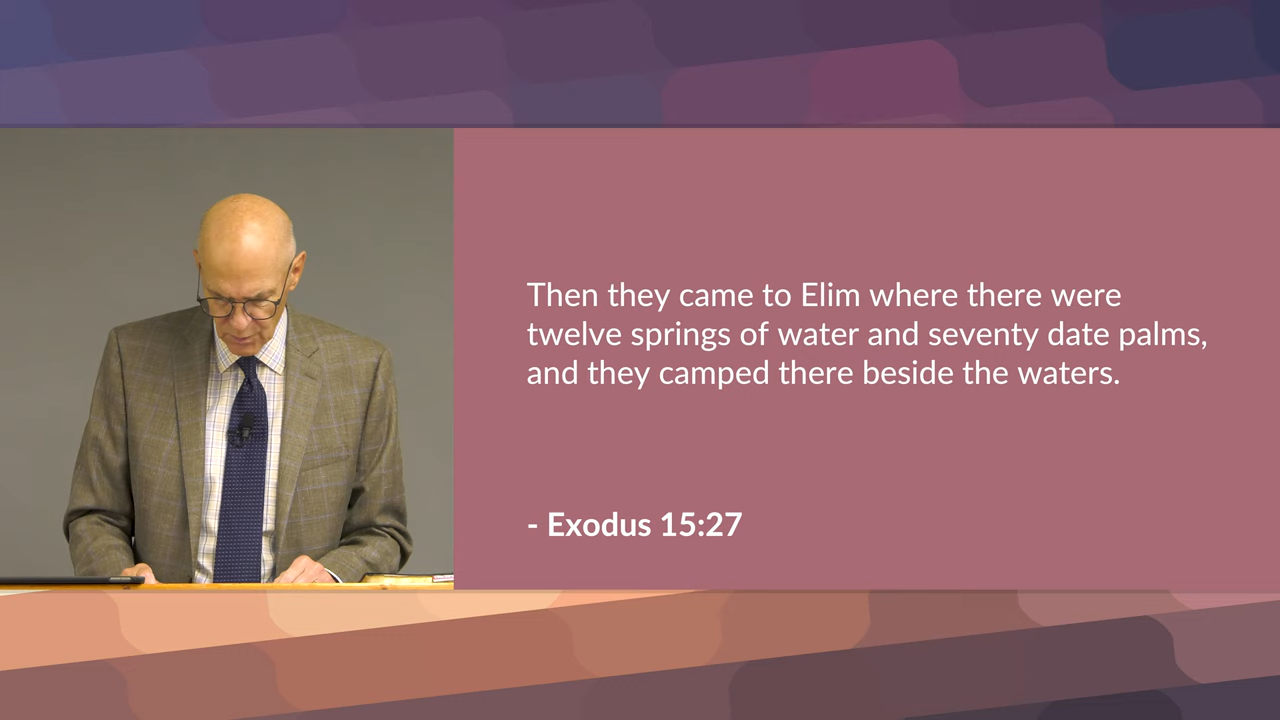 Then they came to Elim where there were
twelve springs of water and seventy date palms,
and they camped there beside the waters.
- Exodus 15:27